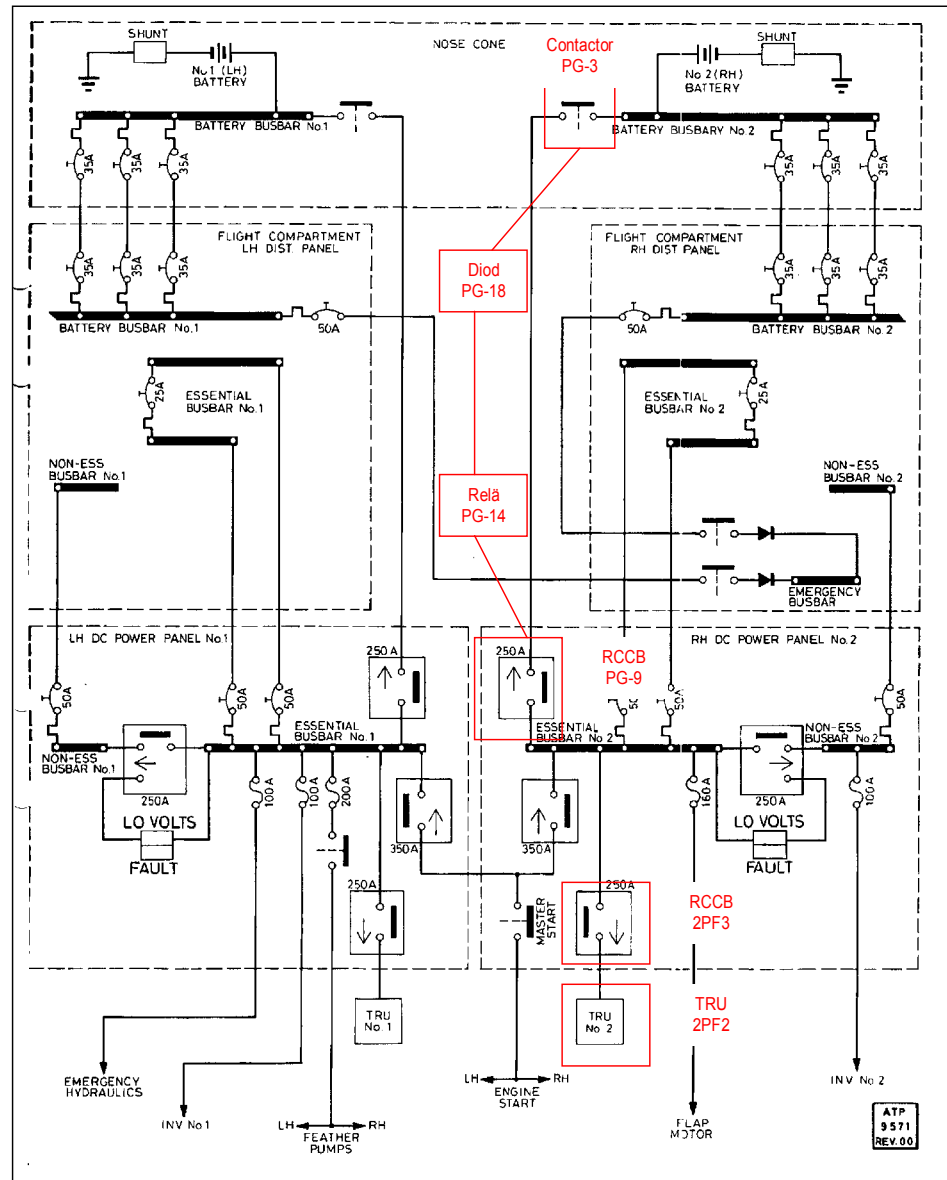 SHUNT
No 1 (LH)
BATTERY
NOSE CONE
Contactor
PG-3
SHUNT
No 2 (RH)
BATTERY
BATTERY BUSBAR No.1
BATTERY BUSBARY No.2
35A
35A
35A
35A
35A
35A
FLIGHT COMPARTMENT
LH DIST PANEL
FLIGHT COMPARTMENT
RH DIST PANEL
Diod
PG-18
35A
35A
35A
35A
35A
35A
BATTERY BUSBAR No.1
50A
50A
BATTERY BUSBAR No.2
25A
ESSENTIAL
BUSBAR No.1
ESSENTIAL
BUSBAR No 2
25A
NON-ESS
BUSBAR No.1
NON-ESS
BUSBAR No.2
Relä
PG-14
EMERGENCY
BUSBAR
LH DC POWER PANEL No.1
RH DC POWER PANEL No.2
250A
250A
RCCB
PG-9
50A
50A
50A
50A
50A
ESSENTIAL
BUSBAR No.1
ESSENTIAL
BUSBAR No 2
NON-ESS
BUSBAR No.1
NON-ESS
BUSBAR No.2
250A
100A
100A
200A
350A
350A
160A
250A
100A
LO VOLTS
FAULT
LO VOLTS
FAULT
250A
MASTER
START
250A
RCCB
2PF3
TRU
No.1
TRU
No.2
TRU
2PF2
EMERGENCY
HYDRAULICS
LH
RH
ENGINE
START
INV No 2
INV No 1
LH
RH
FEATHER
PUMPS
FLAP
MOTOR
ATP
9571
REV.00